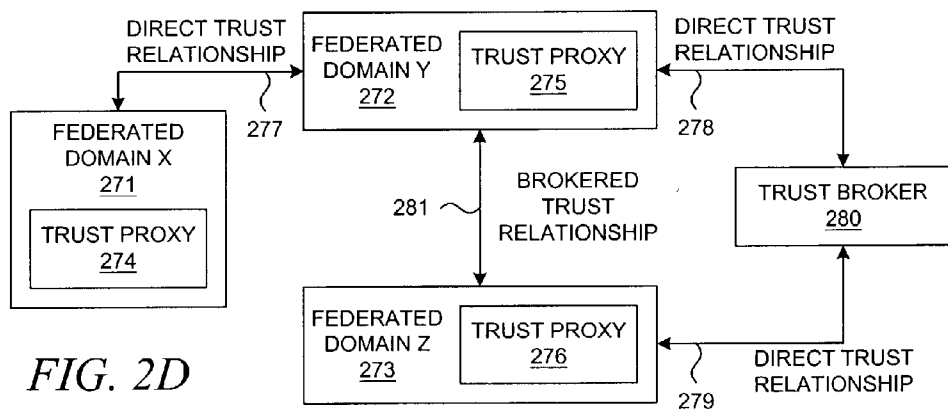 DIRECT TRUST
RELATIONSHIP
277
FEDERATED
DOMAIN X
271
TRUST PROXY
274
FEDERATED
DOMAIN Y
272
TRUST PROXY
275
DIRECT TRUST
RELATIONSHIP
278
281
BROKERED
TRUST
RELATIONSHIP
TRUST BROKER
280
FEDERATED
DOMAIN Z
273
TRUST PROXY
276
279
DIRECT TRUST
RELATIONSHIP
FIG. 2D